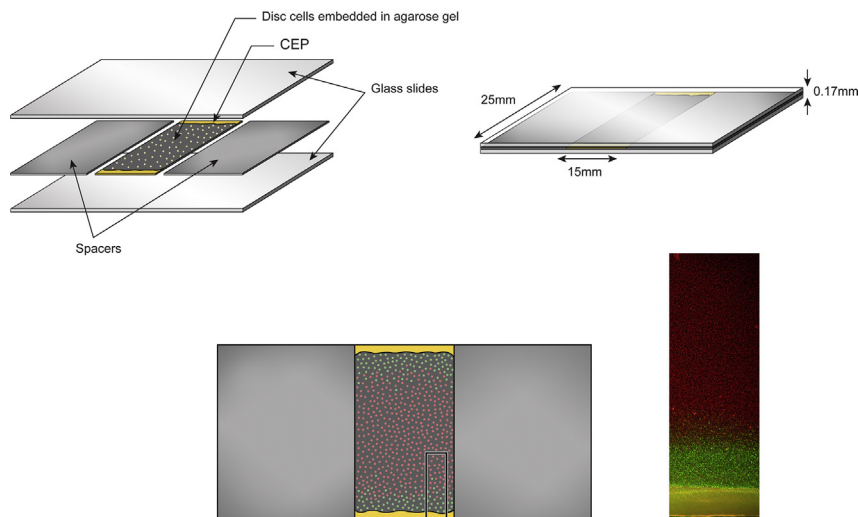 Disc cells embedded in agarose gel
CEP
Glass slides
Spacers
25mm
0.17mm
15mm